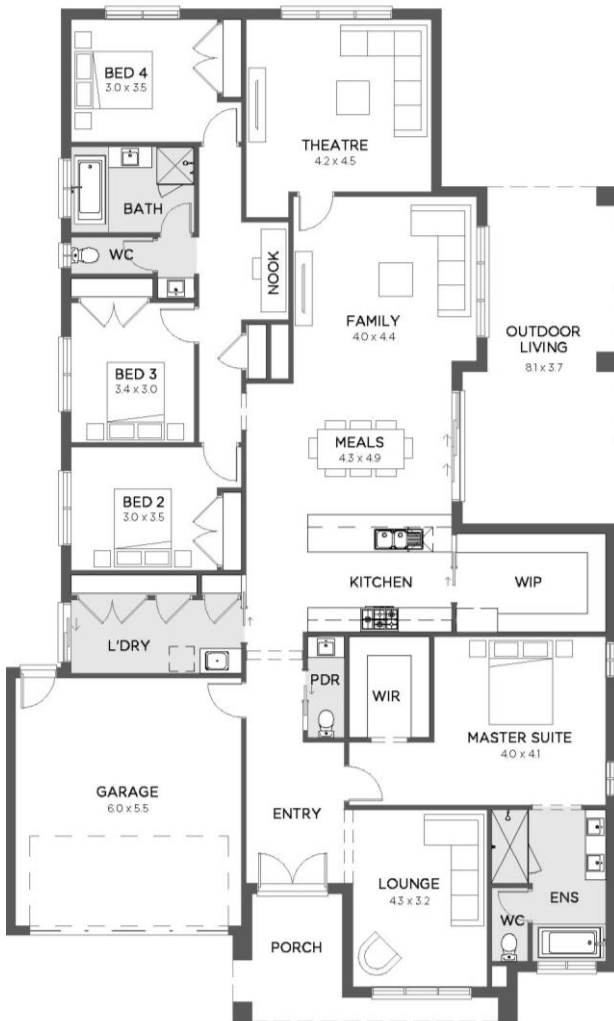 BED 4
3.0 x 3.5
THEATRE
4.2 x 4.5
BATH
WC
NOOK
FAMILY
4.0 x 4.4
OUTDOOR
LIVING
8.1 x 3.7
BED 3
3.4 x 3.0
MEALS
4.3 x 4.9
BED 2
3.0 x 3.5
KITCHEN
WIP
L'DRY
PDR
WIR
MASTER SUITE
4.0 x 4.1
GARAGE
6.0 x 5.5
ENTRY
LOUNGE
4.3 x 3.2
ENS
WC
PORCH